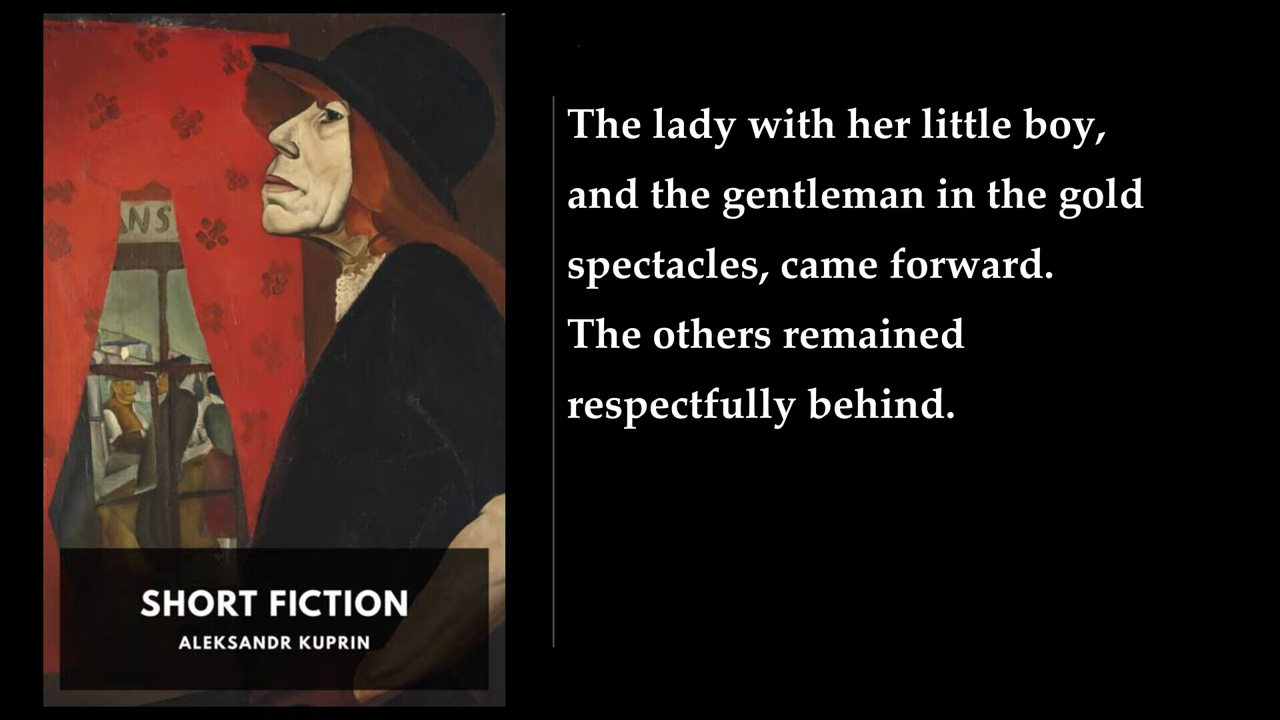 ANS
SHORT FICTION
ALEKSANDR KUPRIN
The lady with her little boy,
and the gentleman in the gold
spectacles, came forward.
The others remained
respectfully behind.